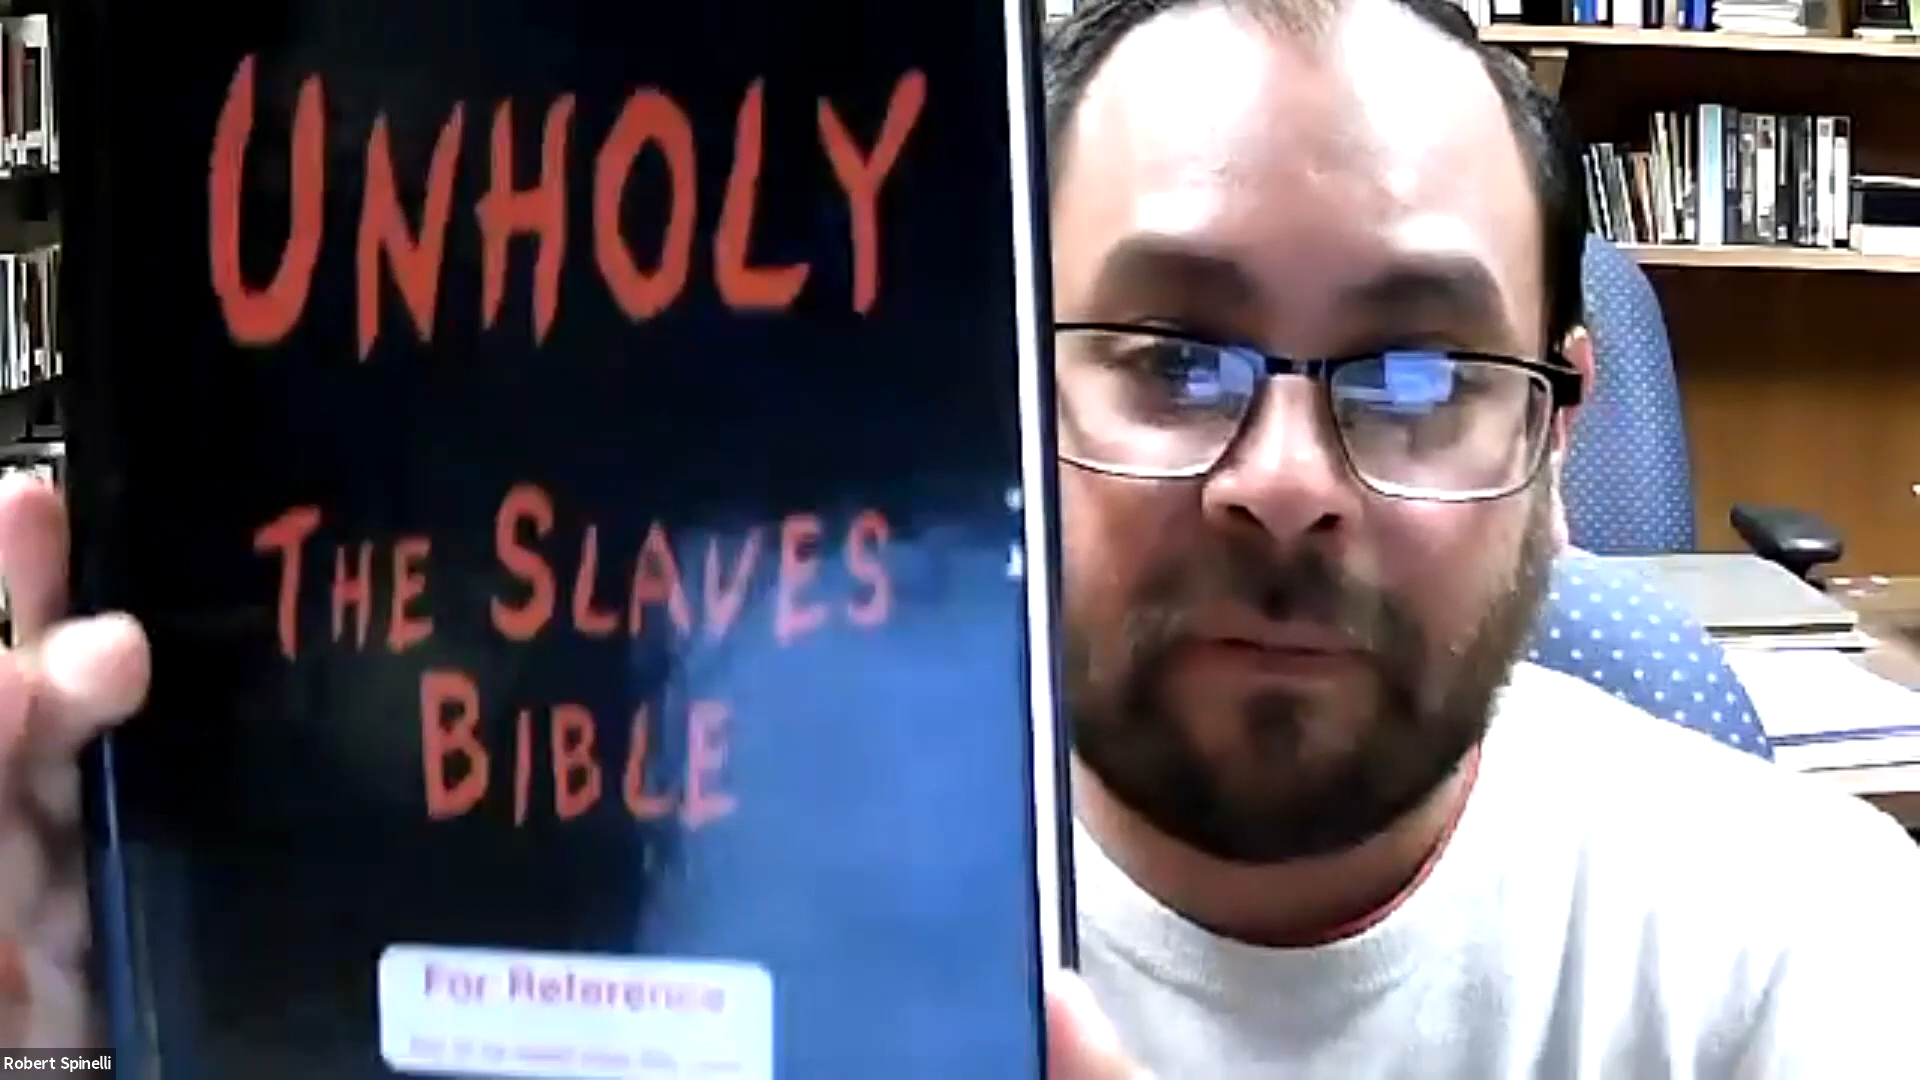 UNHOLY
THE SLAVES
BIBLE
For Reference
Robert Spinelli